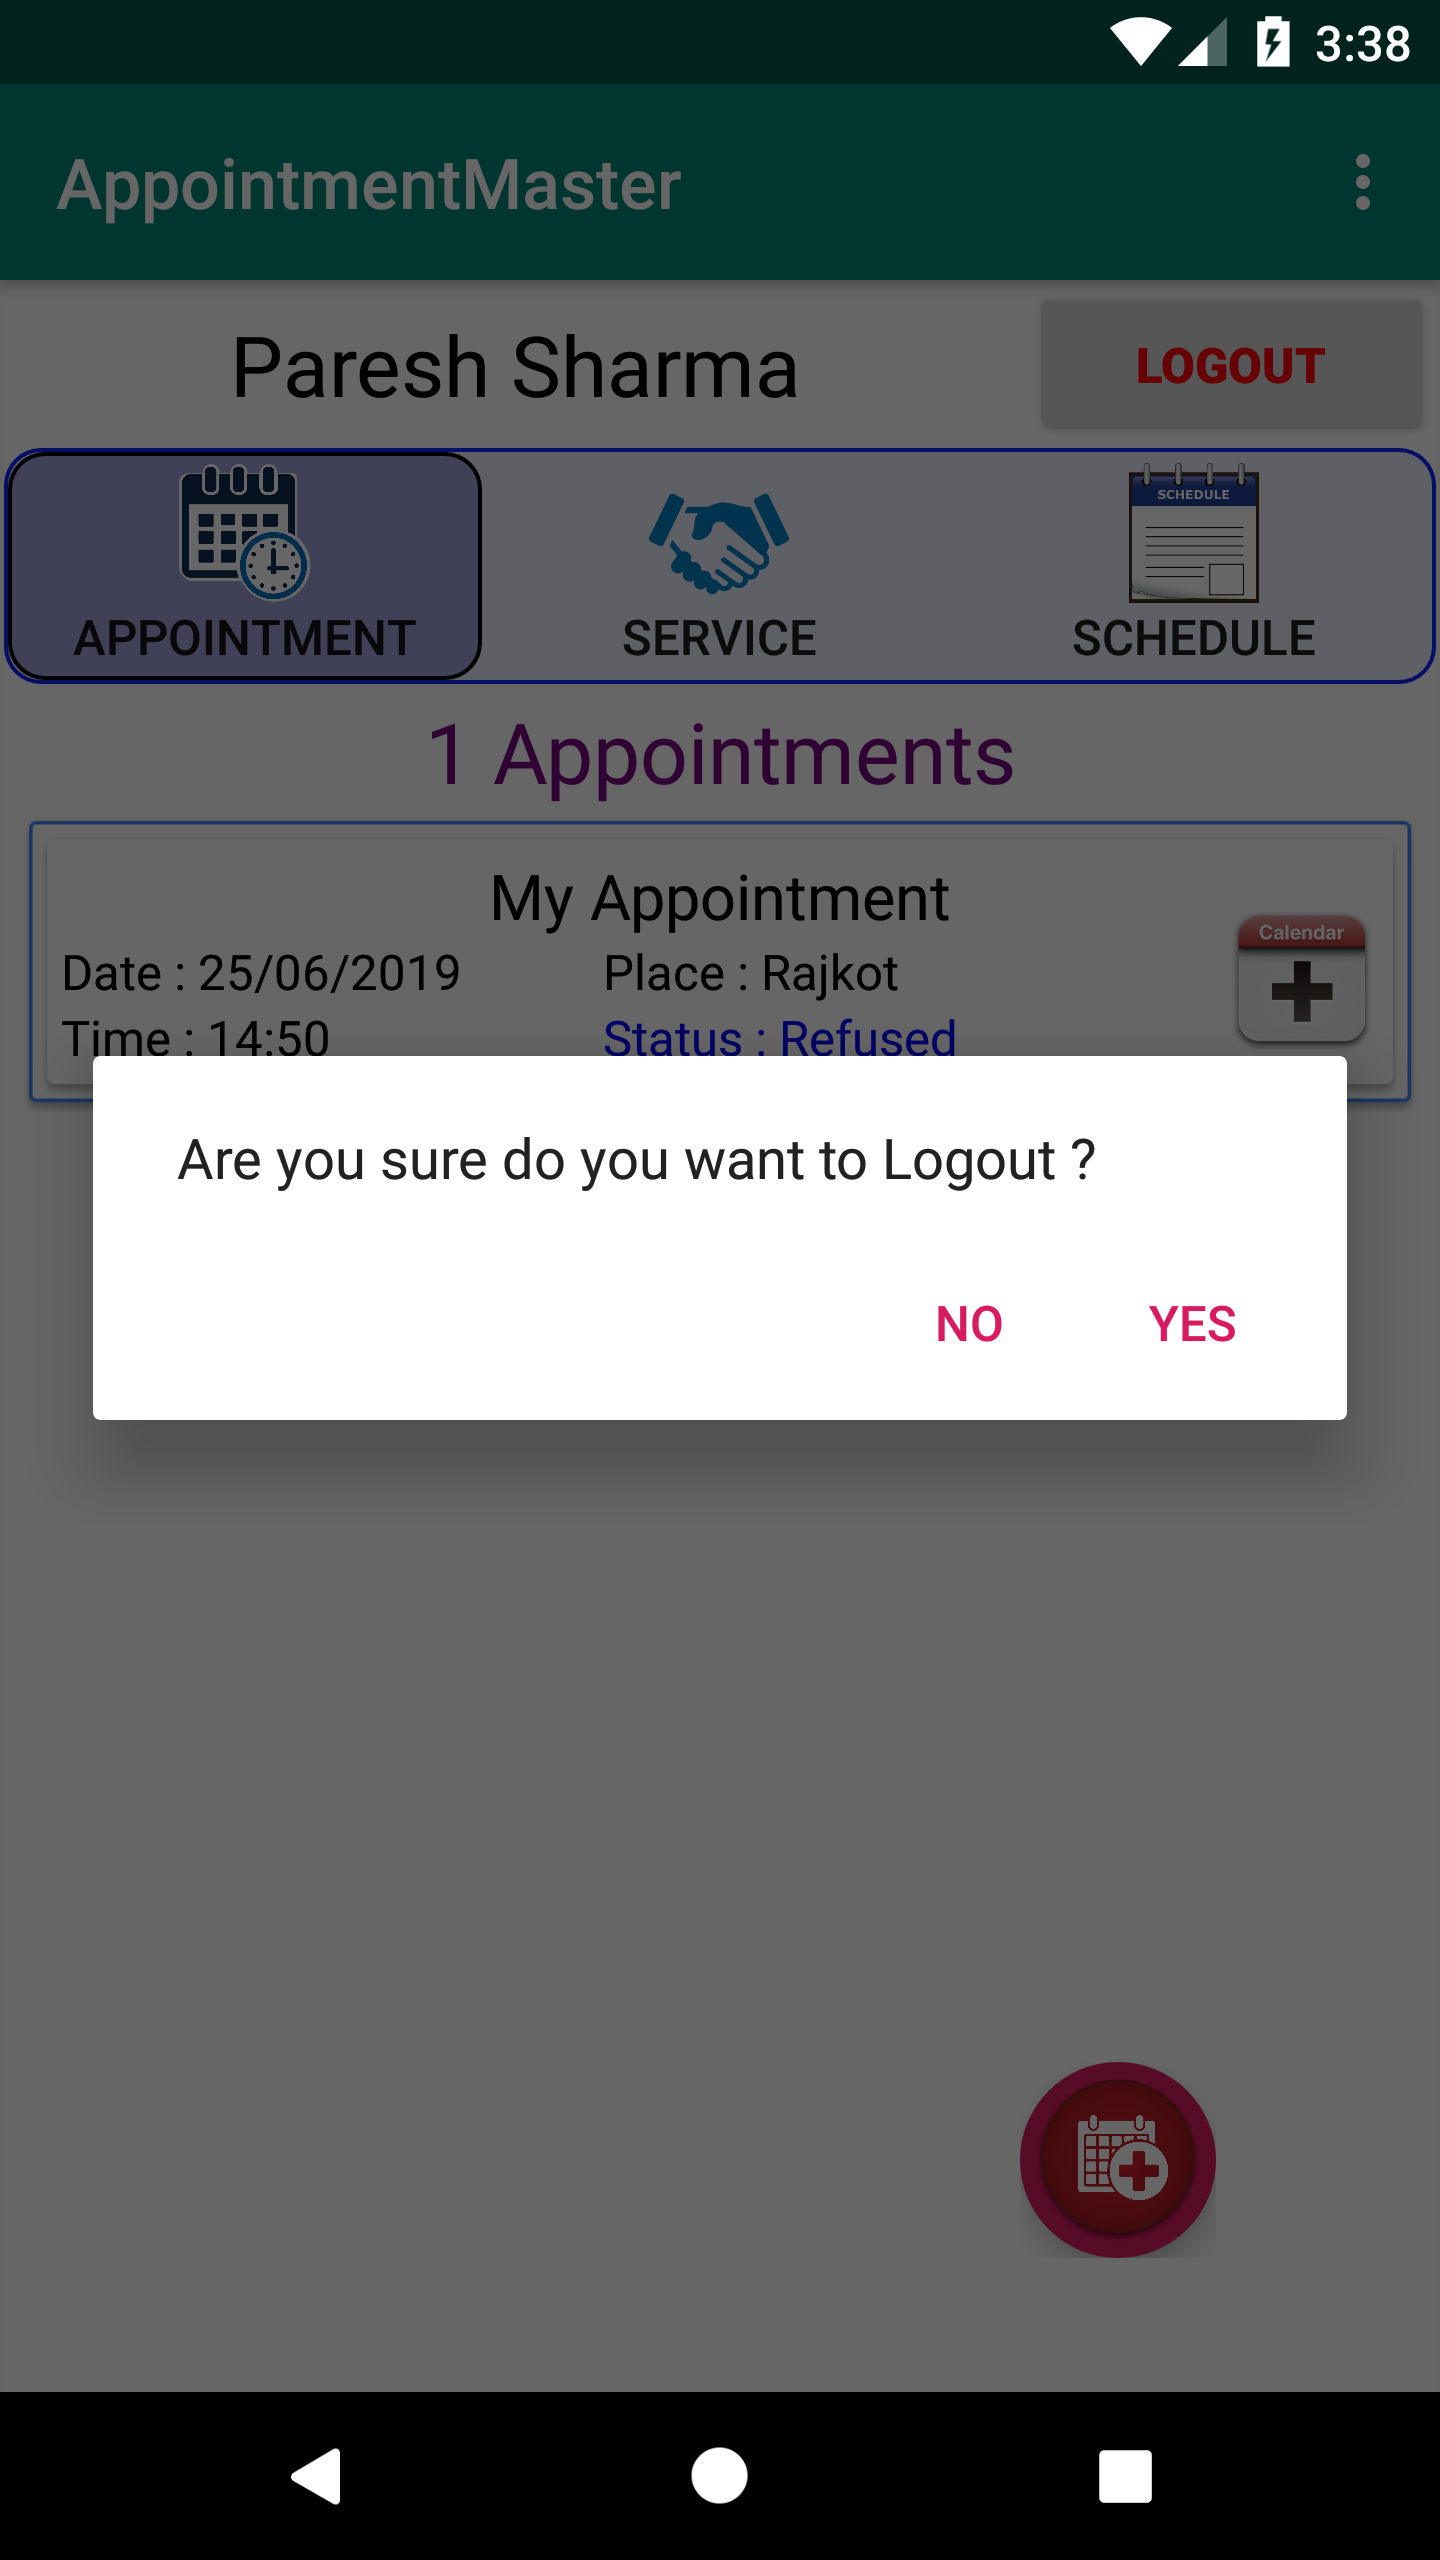 3:38
AppointmentMaster
Paresh Sharma
LOGOUT
SCHEDULE
APPOINTMENT
SERVICE
SCHEDULE
1 Appointments
My Appointment
Calendar
Date : 25/06/2019
Place : Rajkot
Time : 14:50
Status : Refused
Are you sure do you want to Logout ?
NO
YES